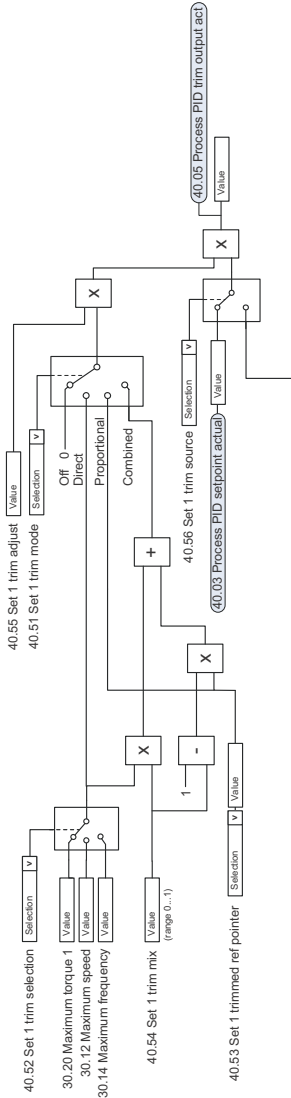 40.52 Set 1 trim selection
Selection
v
30.20 Maximum torque 1
Value
30.12 Maximum speed
Value
30.14 Maximum frequency
Value
40.54 Set 1 trim mix
Value
(range 0...1)
40.53 Set 1 trimmed ref pointer
Selection
v
Value
1
-
X
X
+
40.55 Set 1 trim adjust
Value
40.51 Set 1 trim mode
Selection
v
Off 0
Direct
Proportional
Combined
X
40.56 Set 1 trim source
Selection
v
Value
40.03 Process PID setpoint actual
X
Value
40.05 Process PID trim output act